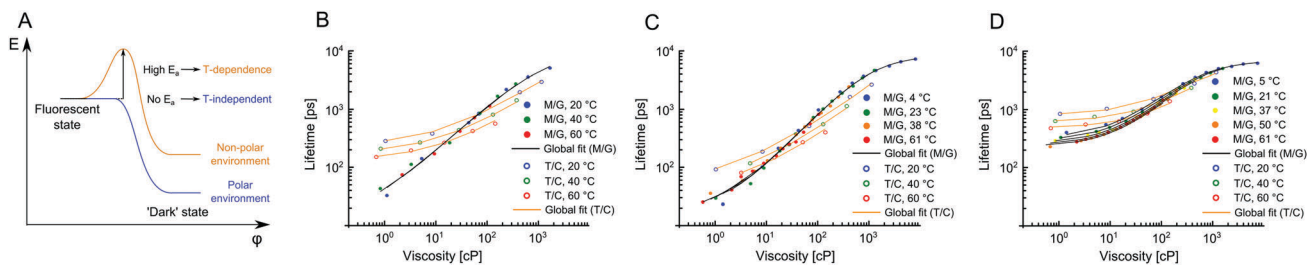 A
E
High Eₐ
T-dependence
No Eₐ
T-independent
Fluorescent
state
Non-polar
environment
Polar
environment
'Dark' state
φ
B
Lifetime [ps]
10⁴
10³
10²
10⁰
10¹
10²
10³
Viscosity [cP]
M/G, 20 °C
M/G, 40 °C
M/G, 60 °C
Global fit (M/G)
T/C, 20 °C
T/C, 40 °C
T/C, 60 °C
Global fit (T/C)
C
Lifetime [ps]
10⁴
10³
10²
10⁰
10¹
10²
10³
10⁴
Viscosity [cP]
M/G, 4 °C
M/G, 23 °C
M/G, 38 °C
M/G, 61 °C
Global fit (M/G)
T/C, 20 °C
T/C, 40 °C
T/C, 60 °C
Global fit (T/C)
D
Lifetime [ps]
10⁴
10³
10²
10⁰
10¹
10²
10³
10⁴
Viscosity [cP]
M/G, 5 °C
M/G, 21 °C
M/G, 37 °C
M/G, 50 °C
M/G, 61 °C
Global fit (M/G)
T/C, 20 °C
T/C, 40 °C
T/C, 60 °C
Global fit (T/C)